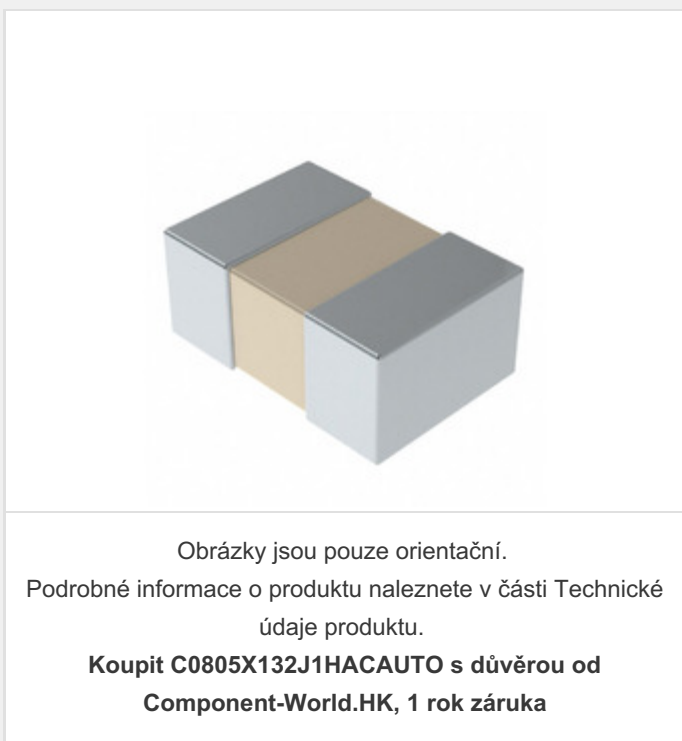 Obrázky jsou pouze orientační.
Podrobné informace o produktu naleznete v části Technické
údaje produktu.
Koupit C0805X132J1HACAUTO s důvěrou od
Component-World.HK, 1 rok záruka